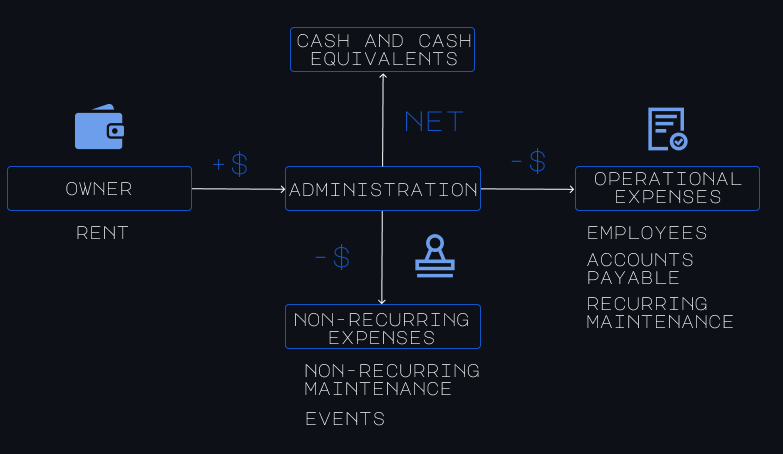 CASH AND CASH
EQUIVALENTS
NET
+$
-$
OWNER
ADMINISTRATION
OPERATIONAL
EXPENSES
RENT
EMPLOYEES
ACCOUNTS
PAYABLE
RECURRING
MAINTENANCE
-$
NON-RECURRING
EXPENSES
NON-RECURRING
MAINTENANCE
EVENTS